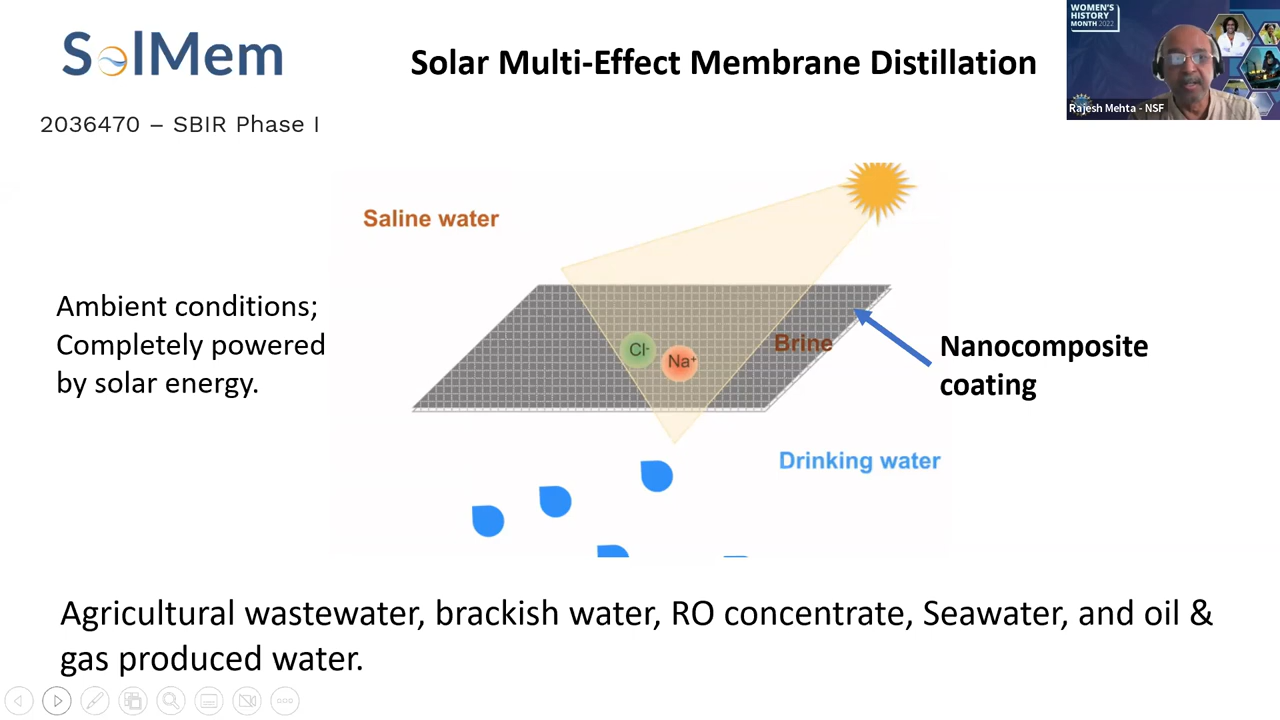 SolMem
Solar Multi-Effect Membrane Distillation
WOMEN'S
HISTORY
MONTH 2022
Rajesh Mehta - NSF
2036470 – SBIR Phase I
Saline water
Ambient conditions;
Completely powered
by solar energy.
Cl-
Na+
Brine
Nanocomposite
coating
Drinking water
Agricultural wastewater, brackish water, RO concentrate, Seawater, and oil &
gas produced water.